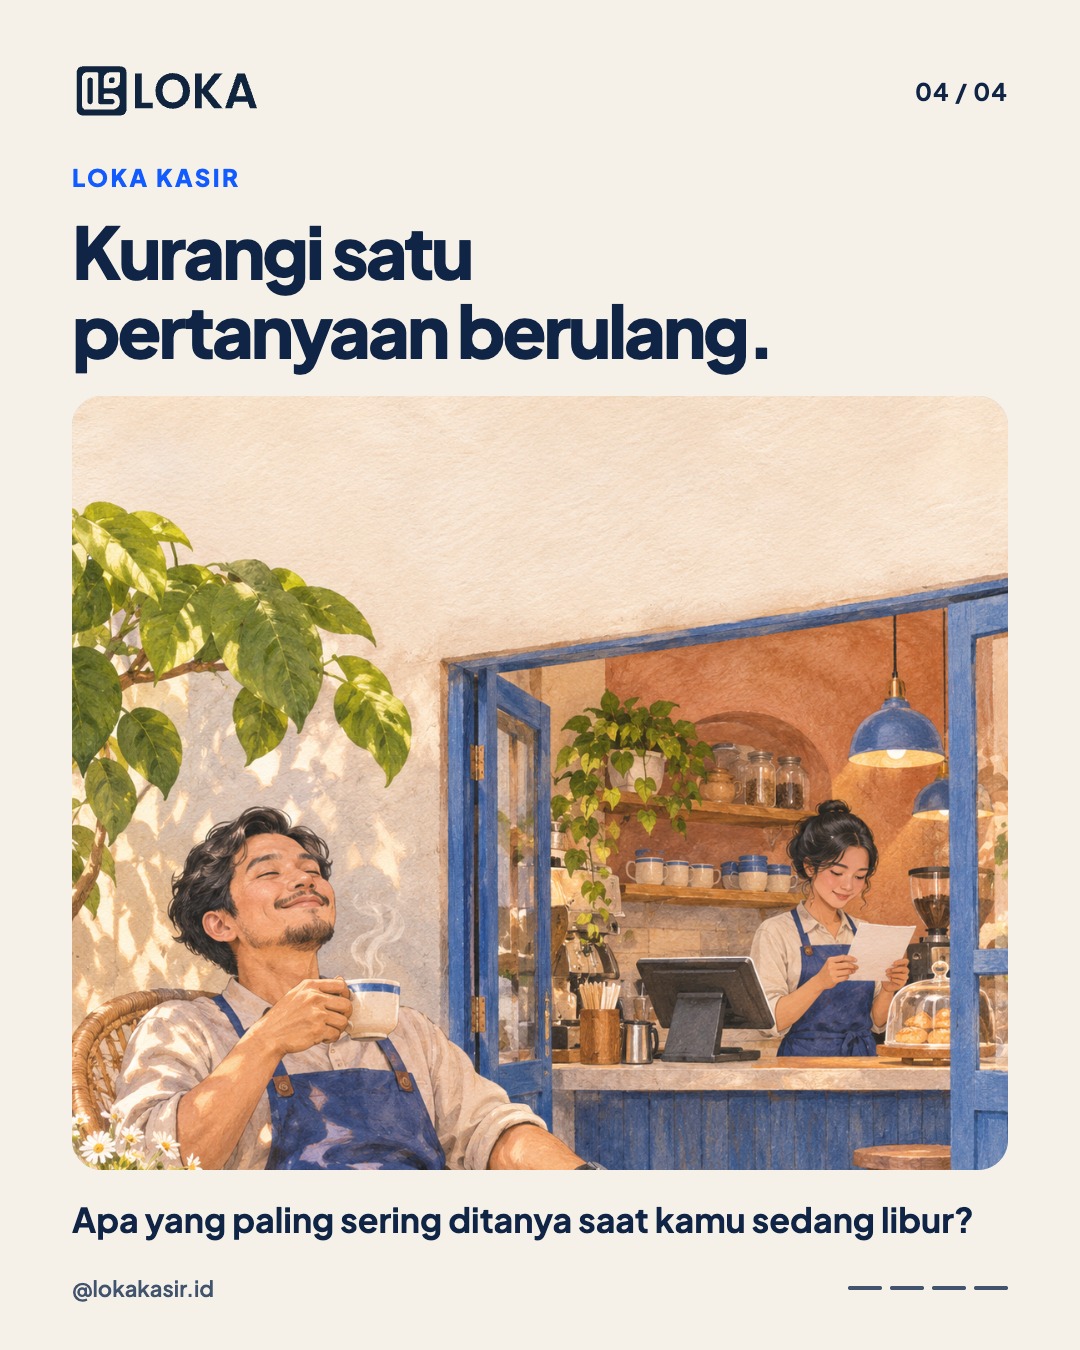 LOKA
04 / 04
LOKA KASIR
Kurangi satu
pertanyaan berulang.
Apa yang paling sering ditanya saat kamu sedang libur?
@lokakasir.id